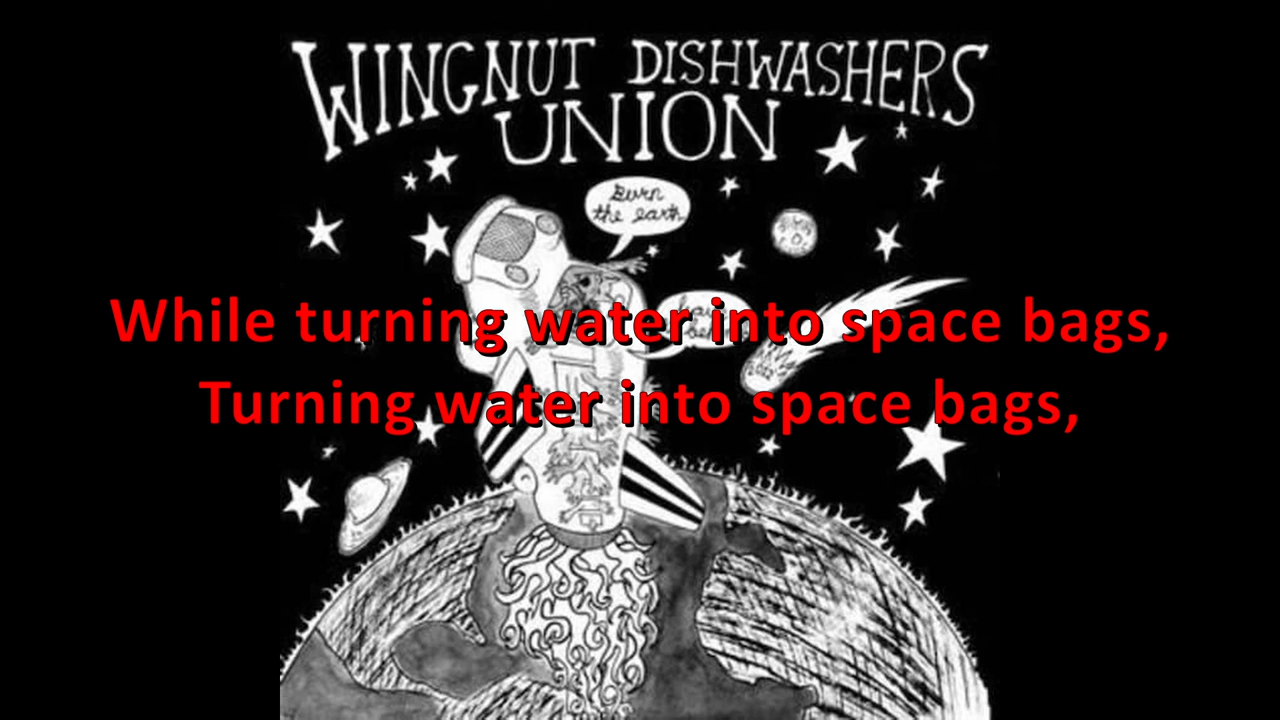 WINGNUT DISHWASHERS
UNION
Burn
the earth
While turning water into space bags,
Turning water into space bags,